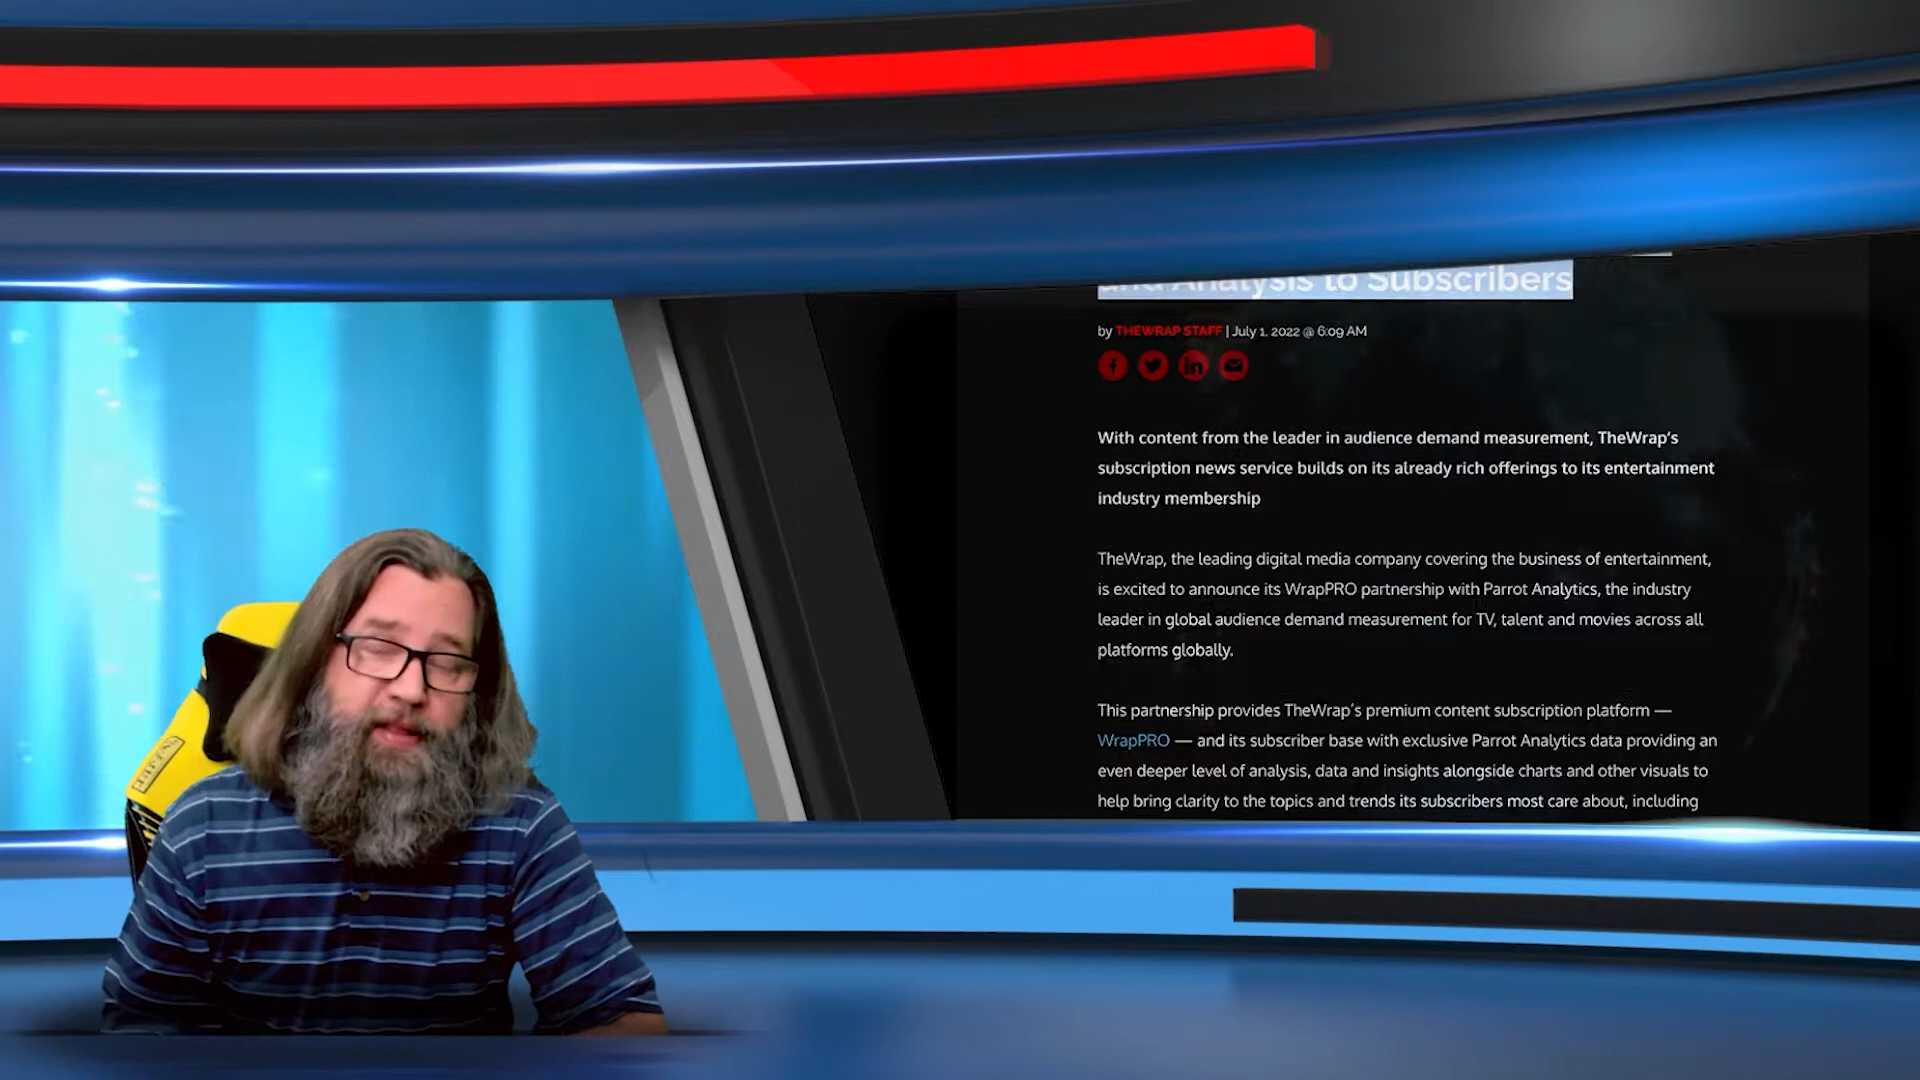 and Analysis to Subscribers
by THEWRAP STAFF | July 1, 2022 @ 6:09 AM
With content from the leader in audience demand measurement, TheWrap's
subscription news service builds on its already rich offerings to its entertainment
industry membership
TheWrap, the leading digital media company covering the business of entertainment,
is excited to announce its WrapPRO partnership with Parrot Analytics, the industry
leader in global audience demand measurement for TV, talent and movies across all
platforms globally.
This partnership provides TheWrap's premium content subscription platform —
WrapPRO — and its subscriber base with exclusive Parrot Analytics data providing an
even deeper level of analysis, data and insights alongside charts and other visuals to
help bring clarity to the topics and trends its subscribers most care about, including